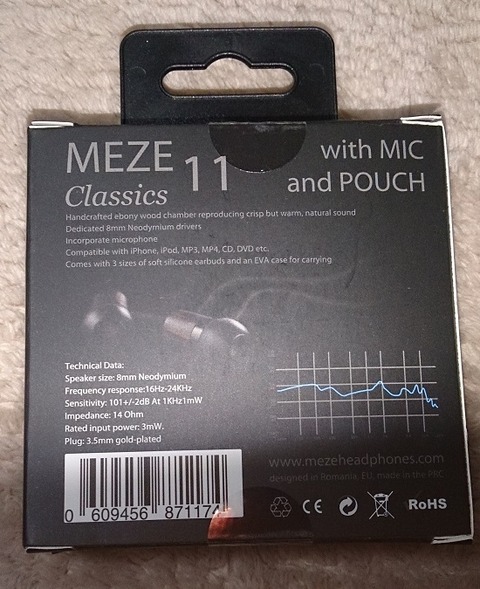 MEZE 11
Classics
with MIC
and POUCH
Handcrafted ebony wood chamber reproducing crisp but warm, natural sound
Dedicated 8mm Neodymium drivers
Incorporate microphone
Compatible with iPhone, iPod, MP3, MP4, CD, DVD etc.
Comes with 3 sizes of soft silicone earbuds and an EVA case for carrying
Technical Data:
Speaker size: 8mm Neodymium
Frequency response:16Hz-24KHz
Sensitivity: 101+/-2dB At 1KHz1mW
Impedance: 14 Ohm
Rated input power: 3mW.
Plug: 3.5mm gold-plated
www.mezeheadphones.com
designed in Romania, EU, made in the PRC
0 609456 871174
CE RoHS